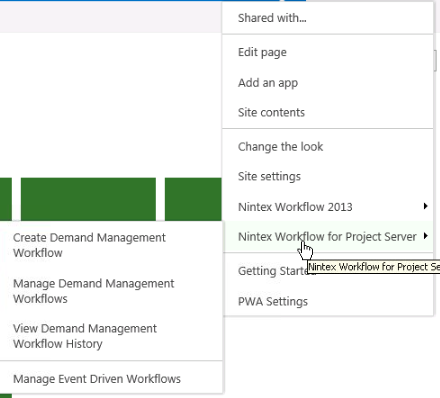 Shared with...
Edit page
Add an app
Site contents
Change the look
Site settings
Nintex Workflow 2013
Nintex Workflow for Project Server
Nintex Workflow for Project Se
Getting Starte
PWA Settings
Create Demand Management
Workflow
Manage Demand Management
Workflows
View Demand Management
Workflow History
Manage Event Driven Workflows